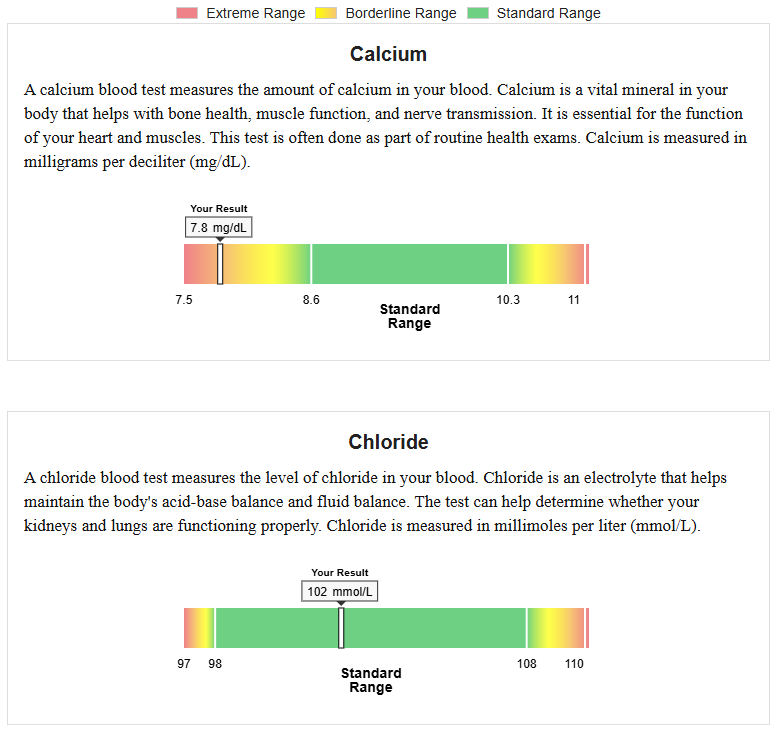 Extreme Range Borderline Range Standard Range
Calcium
A calcium blood test measures the amount of calcium in your blood. Calcium is a vital mineral in your
body that helps with bone health, muscle function, and nerve transmission. It is essential for the function
of your heart and muscles. This test is often done as part of routine health exams. Calcium is measured in
milligrams per deciliter (mg/dL).
Your Result
7.8 mg/dL
7.5 8.6 10.3 11
Standard
Range
Chloride
A chloride blood test measures the level of chloride in your blood. Chloride is an electrolyte that helps
maintain the body's acid-base balance and fluid balance. The test can help determine whether your
kidneys and lungs are functioning properly. Chloride is measured in millimoles per liter (mmol/L).
Your Result
102 mmol/L
97 98 108 110
Standard
Range